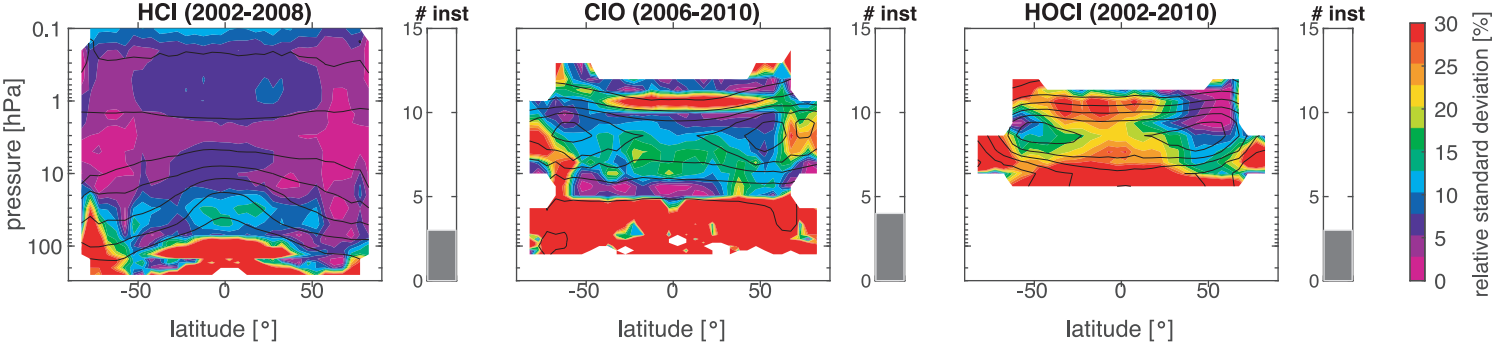 HCl (2002-2008) # inst ClO (2006-2010) # inst HOCl (2002-2010) # inst
0.1 15 15 15 30
25
1 10 10 10 20
15
10 5 5 5 10
5
100 0 0 0 0
-50 0 50 -50 0 50 -50 0 50
latitude [°] latitude [°] latitude [°]
pressure [hPa]
relative standard deviation [%]